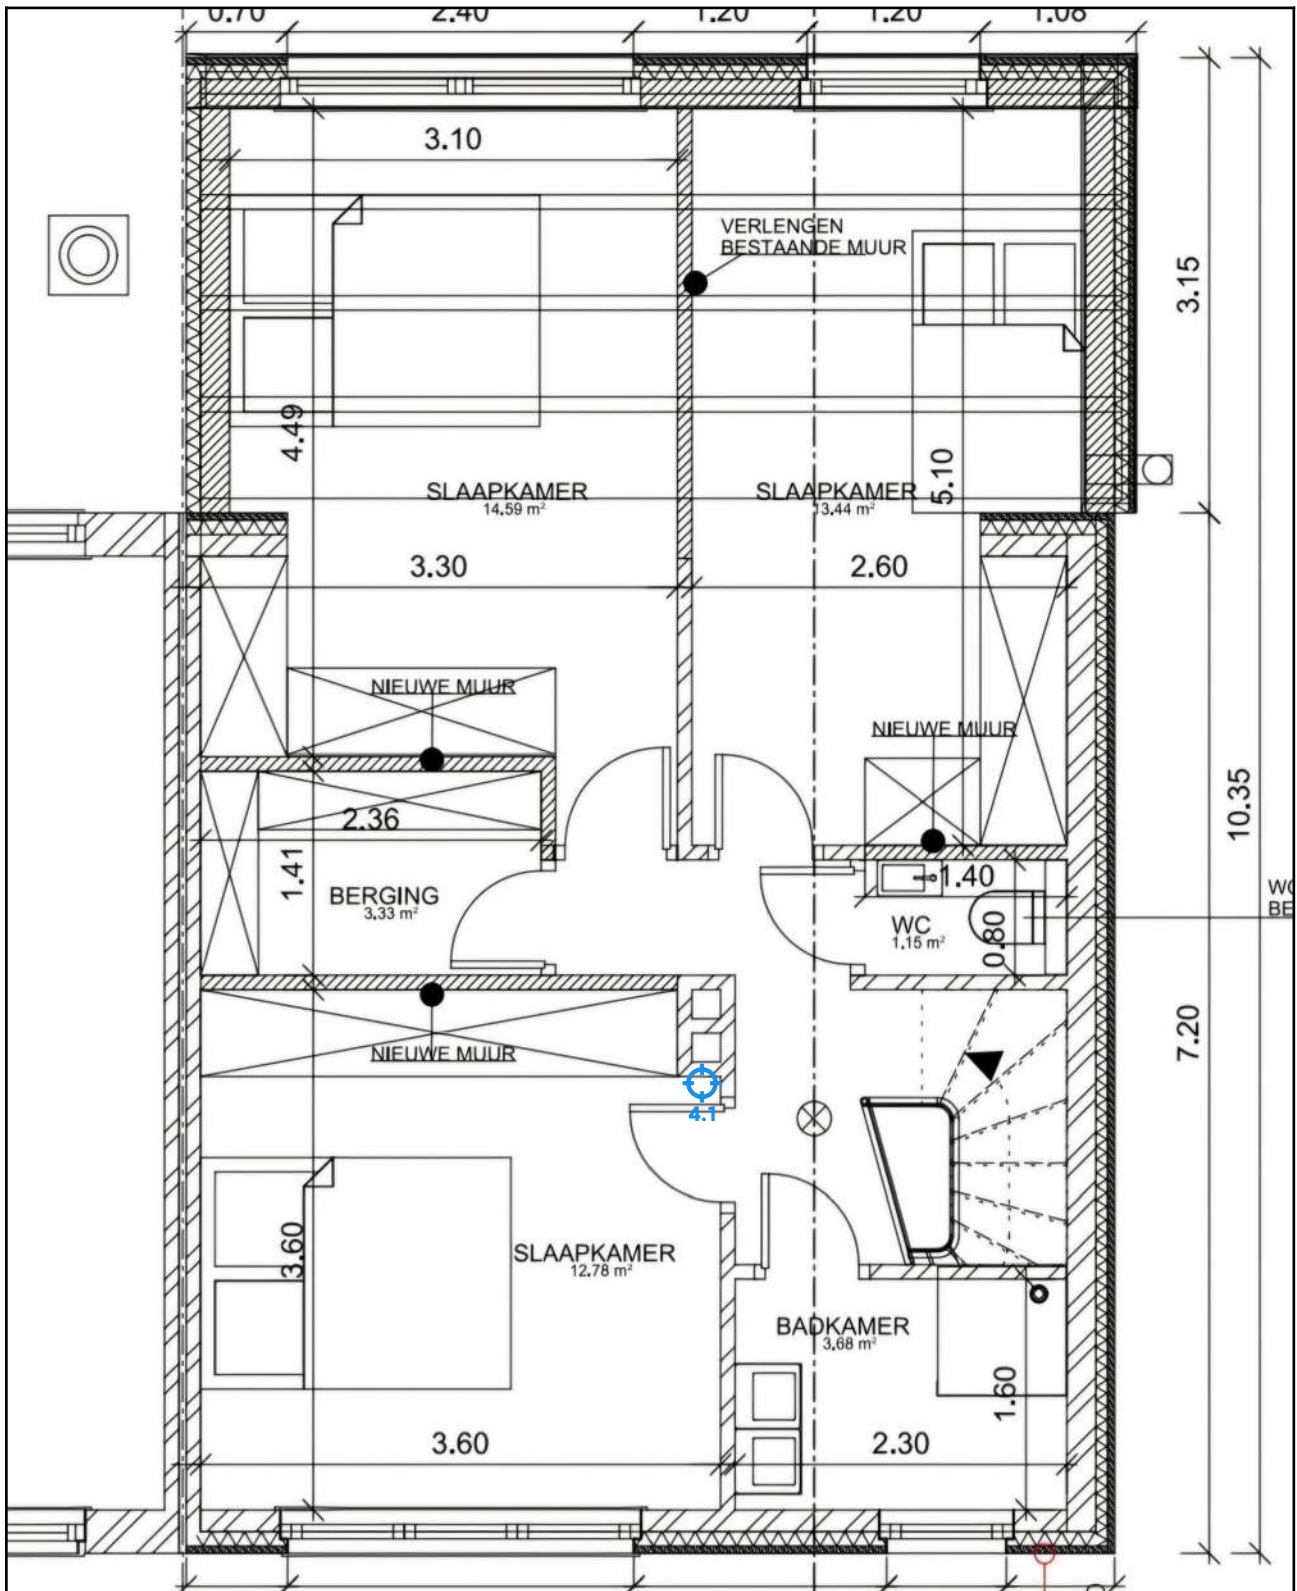 0.70
2.40
1.20
1.20
1.08
3.10
VERLENGEN
BESTAANDE MUUR
3.15
4.49
5.10
SLAAPKAMER
14.59 m²
SLAAPKAMER
13.44 m²
3.30
2.60
NIEUWE MUUR
NIEUWE MUUR
10.35
2.36
1.41
BERGING
3.33 m²
1.40
WC
1.15 m²
0.80
NIEUWE MUUR
7.20
4.1
3.60
SLAAPKAMER
12.78 m²
BADKAMER
3.68 m²
1.60
3.60
2.30